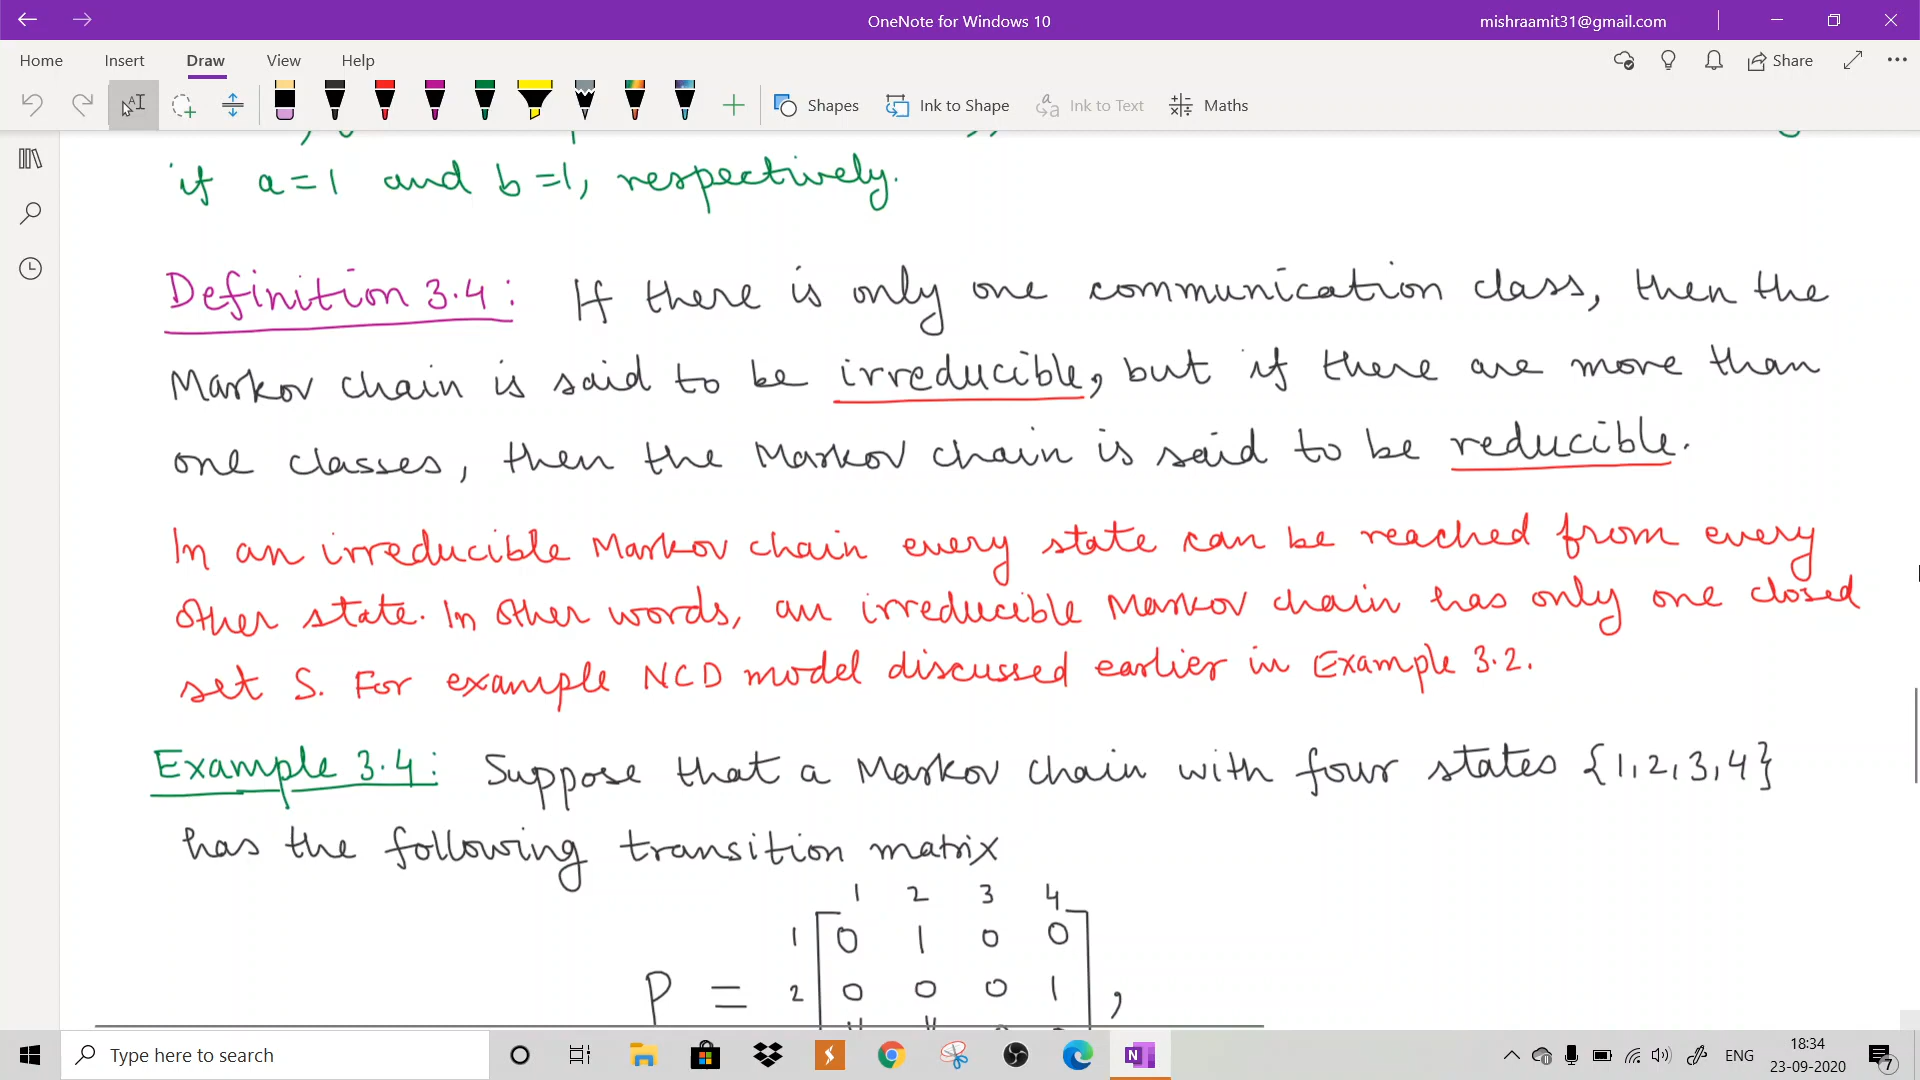 OneNote for Windows 10
mishraamit31@gmail.com
Home Insert Draw View Help Share
Shapes Ink to Shape Ink to Text Maths
if a=1 and b=1, respectively.
Definition 3.4: If there is only one communication class, then the
Markov chain is said to be irreducible, but if there are more than
one classes, then the Markov chain is said to be reducible.
In an irreducible Markov chain every state can be reached from every
other state. In other words, an irreducible Markov chain has only one closed
set S. For example NCD model discussed earlier in Example 3.2.
Example 3.4: Suppose that a Markov chain with four states {1,2,3,4}
has the following transition matrix
1 2 3 4
1 0 1 0 0
P = 2 0 0 0 1 ,
Type here to search
ENG
18:34
23-09-2020
7